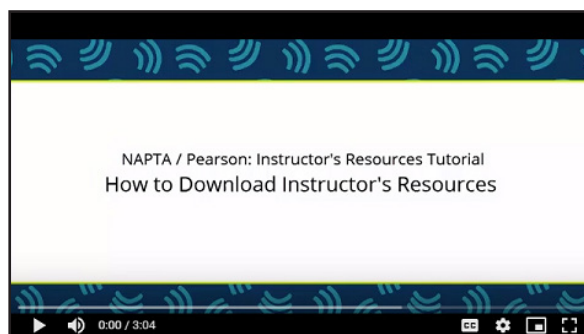 NAPTA / Pearson: Instructor's Resources Tutorial
How to Download Instructor's Resources
0:00 / 3:04
CC